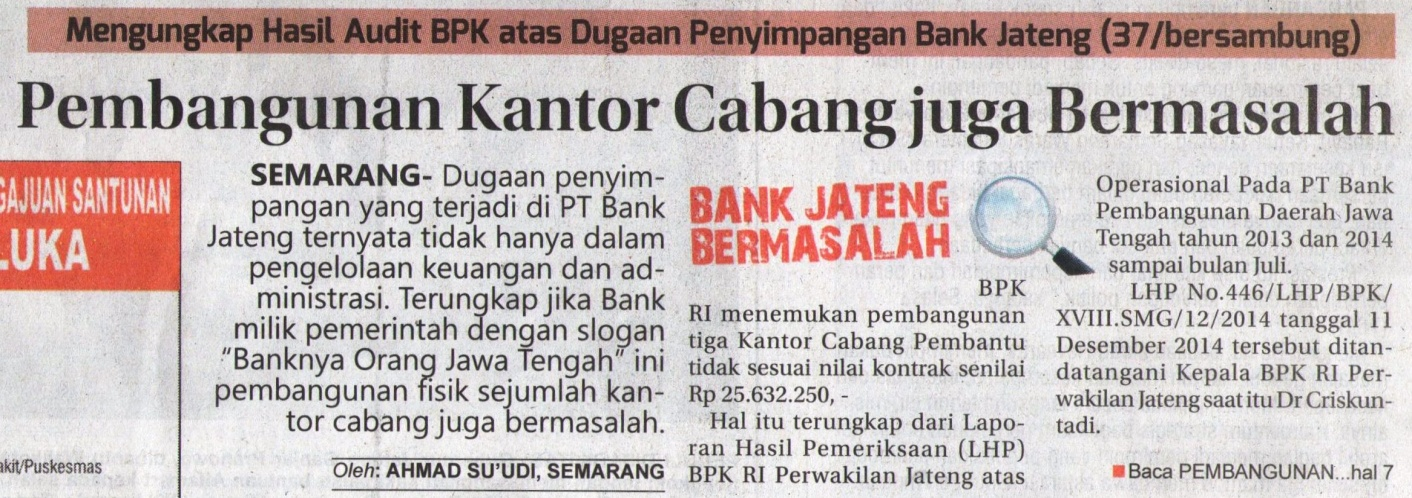 Mengungkap Hasil Audit BPK atas Dugaan Penyimpangan Bank Jateng (37/bersambung)
Pembangunan Kantor Cabang juga Bermasalah
GAJUAN SANTUNAN
LUKA
akit/Puskesmas
SEMARANG- Dugaan penyim-
pangan yang terjadi di PT Bank
Jateng ternyata tidak hanya dalam
pengelolaan keuangan dan ad-
ministrasi. Terungkap jika Bank
milik pemerintah dengan slogan
"Banknya Orang Jawa Tengah" ini
pembangunan fisik sejumlah kan-
tor cabang juga bermasalah.
Oleh: AHMAD SU'UDI, SEMARANG
BANK JATENG
BERMASALAH
BPK
RI menemukan pembangunan
tiga Kantor Cabang Pembantu
tidak sesuai nilai kontrak senilai
Rp 25.632.250, -
Hal itu terungkap dari Lapo-
ran Hasil Pemeriksaan (LHP)
BPK RI Perwakilan Jateng atas
Operasional Pada PT Bank
Pembangunan Daerah Jawa
Tengah tahun 2013 dan 2014
sampai bulan Juli.
LHP No.446/LHP/BPK/
XVIII.SMG/12/2014 tanggal 11
Desember 2014 tersebut ditan-
datangani Kepala BPK RI Per-
wakilan Jateng saat itu Dr Criskun-
tadi.
Baca PEMBANGUNAN...hal 7